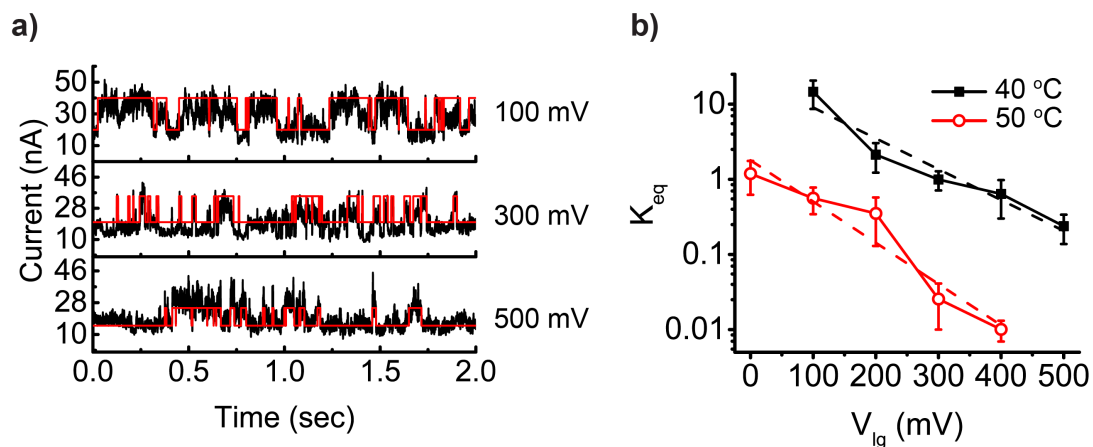 a)
Current (nA)
50
30
10
100 mV
46
28
10
300 mV
46
28
10
500 mV
0.0 0.5 1.0 1.5 2.0
Time (sec)
b)
K_eq
10
1
0.1
0.01
40 °C
50 °C
0 100 200 300 400 500
V_lg (mV)